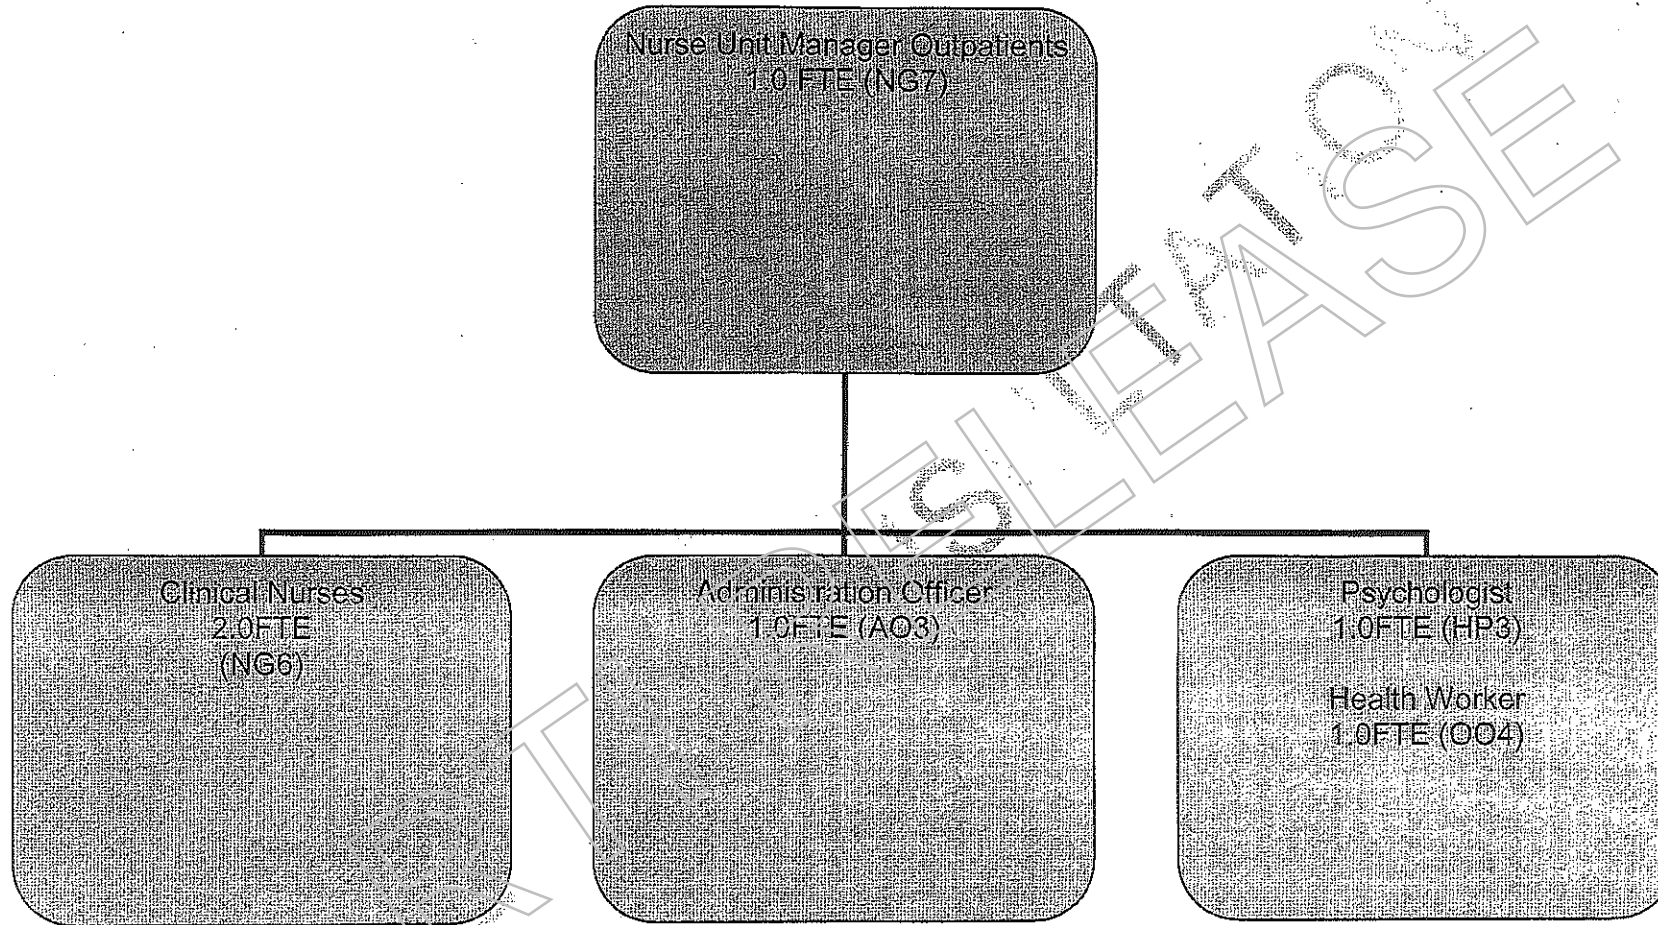 Nurse Unit Manager Outpatients
1.0 FTE (NG7)
Clinical Nurses
2.0FTE
(NG6)
Administration Officer
1.0FTE (AO3)
Psychologist
1.0FTE (HP3)
Health Worker
1.0FTE (OO4)
RTI RELEASE